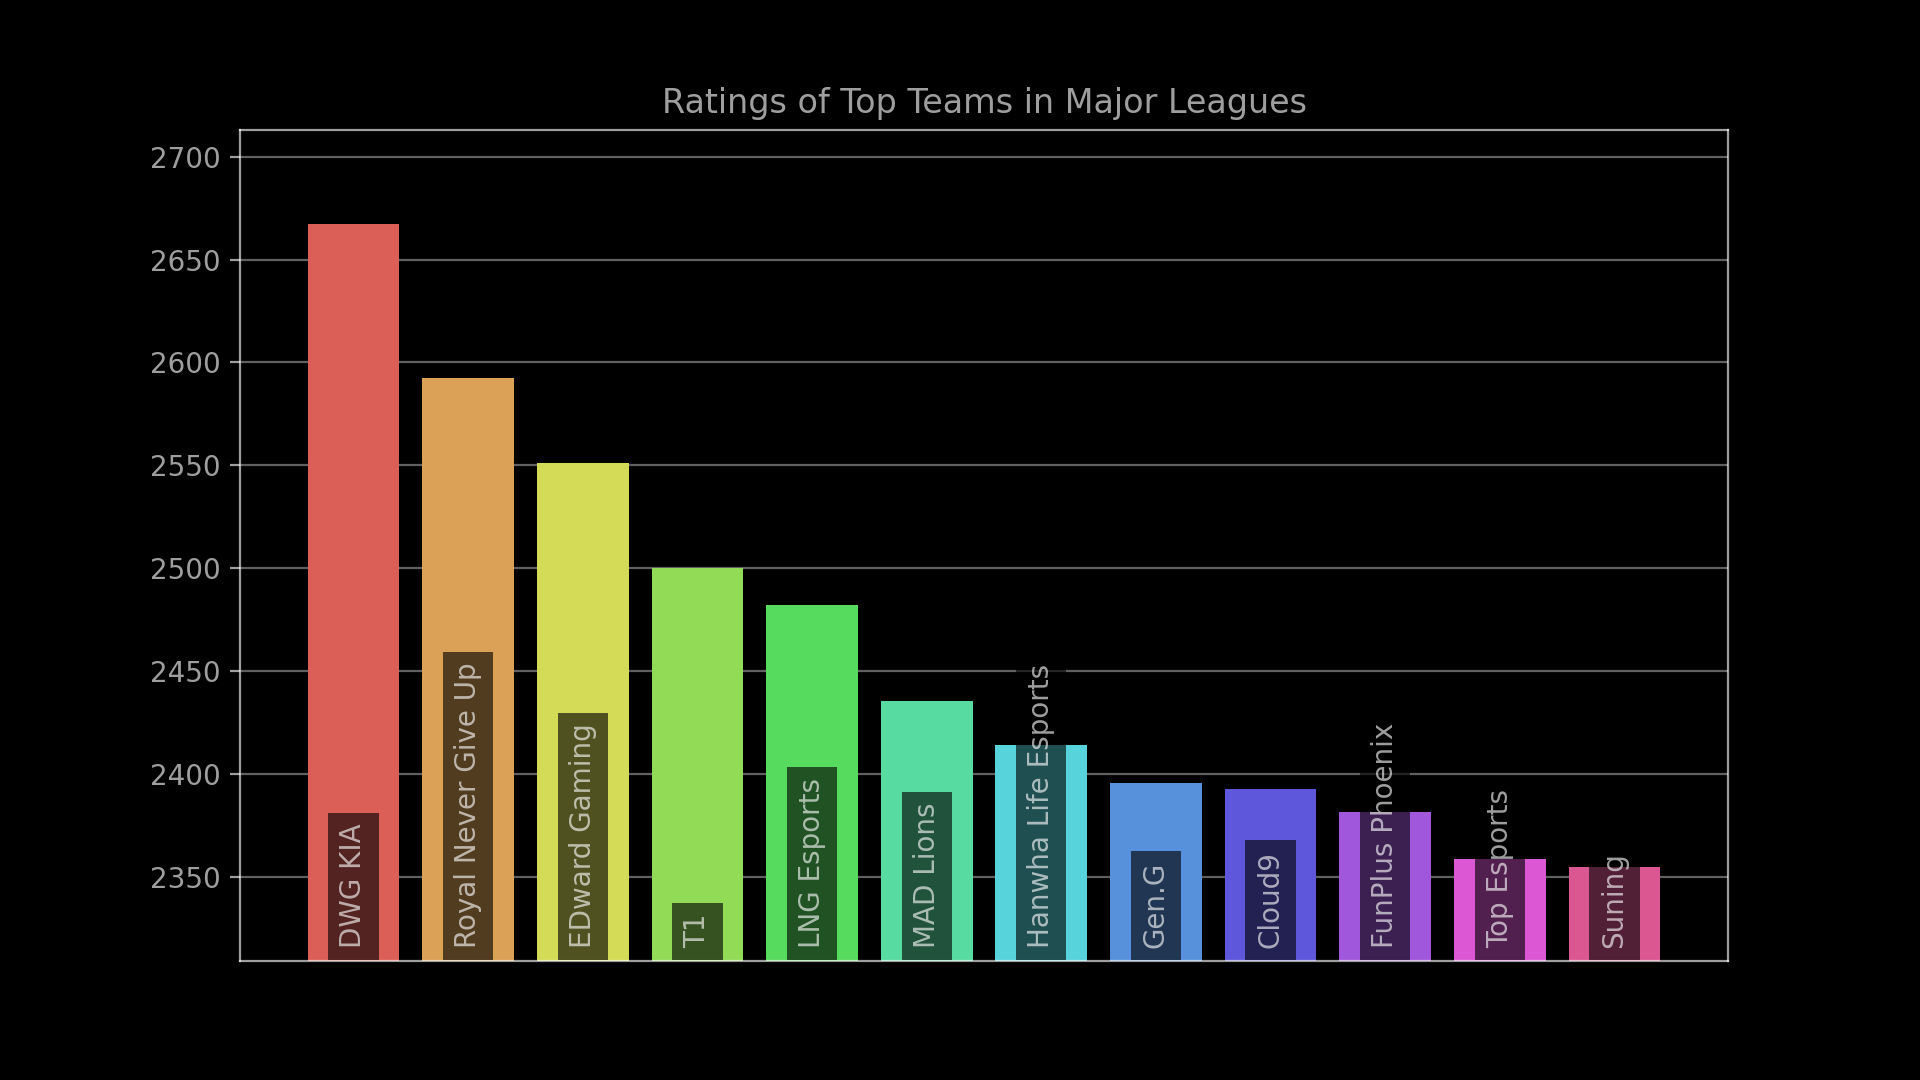 Ratings of Top Teams in Major Leagues
2700
2650
2600
2550
2500
2450
2400
2350
DWG KIA
Royal Never Give Up
EDward Gaming
T1
LNG Esports
MAD Lions
Hanwha Life Esports
Gen.G
Cloud9
FunPlus Phoenix
Top Esports
Suning